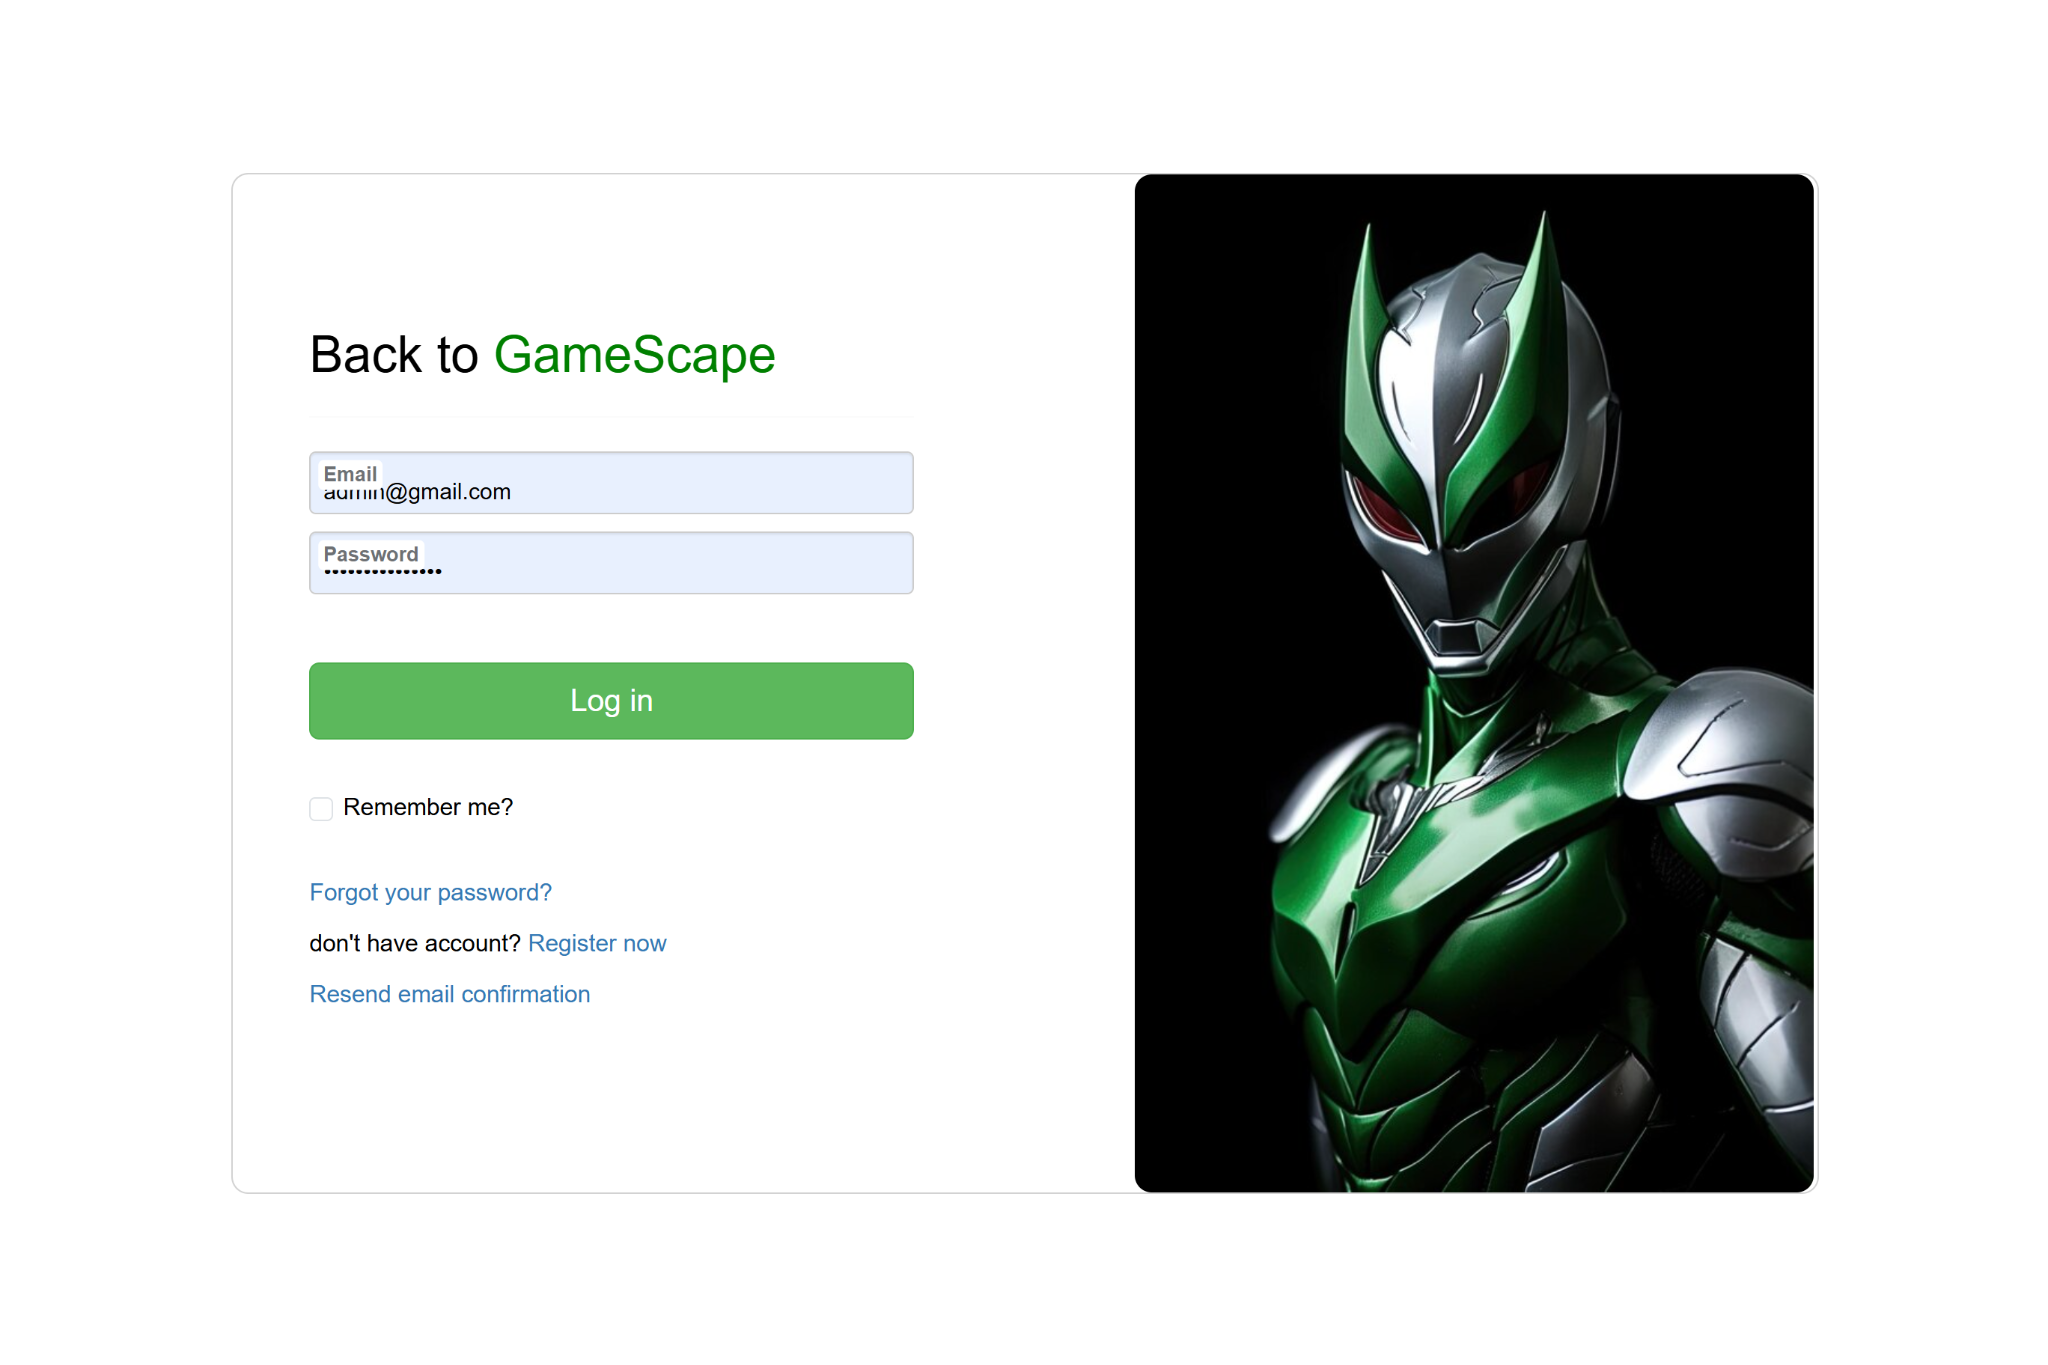 Back to GameScape
Email
admin@gmail.com
Password
Log in
Remember me?
Forgot your password?
don't have account? Register now
Resend email confirmation